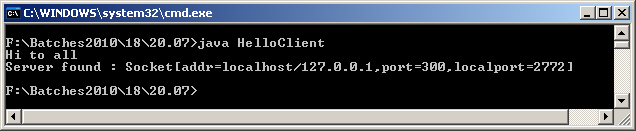 C:\WINDOWS\system32\cmd.exe
F:\Batches2010\18\20.07>java HelloClient
Hi to all
Server found : Socket[addr=localhost/127.0.0.1,port=300,localport=2772]
F:\Batches2010\18\20.07>